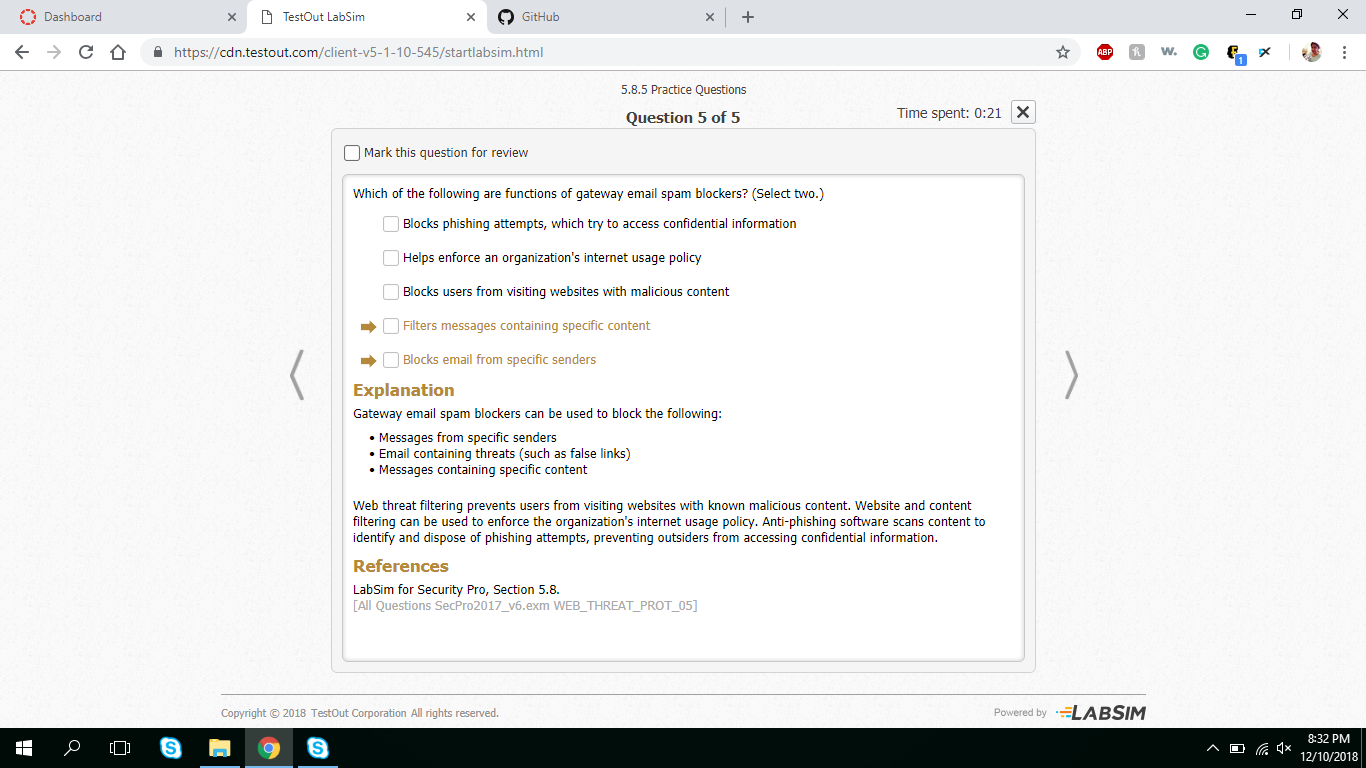 Dashboard
TestOut LabSim
GitHub
https://cdn.testout.com/client-v5-1-10-545/startlabsim.html
ABP
w.
1
5.8.5 Practice Questions
Question 5 of 5
Time spent: 0:21
Mark this question for review
Which of the following are functions of gateway email spam blockers? (Select two.)
Blocks phishing attempts, which try to access confidential information
Helps enforce an organization's internet usage policy
Blocks users from visiting websites with malicious content
Filters messages containing specific content
Blocks email from specific senders
Explanation
Gateway email spam blockers can be used to block the following:
• Messages from specific senders
• Email containing threats (such as false links)
• Messages containing specific content
Web threat filtering prevents users from visiting websites with known malicious content. Website and content
filtering can be used to enforce the organization's internet usage policy. Anti-phishing software scans content to
identify and dispose of phishing attempts, preventing outsiders from accessing confidential information.
References
LabSim for Security Pro, Section 5.8.
[All Questions SecPro2017_v6.exm WEB_THREAT_PROT_05]
Copyright © 2018 TestOut Corporation All rights reserved.
Powered by LABSIM
8:32 PM
12/10/2018